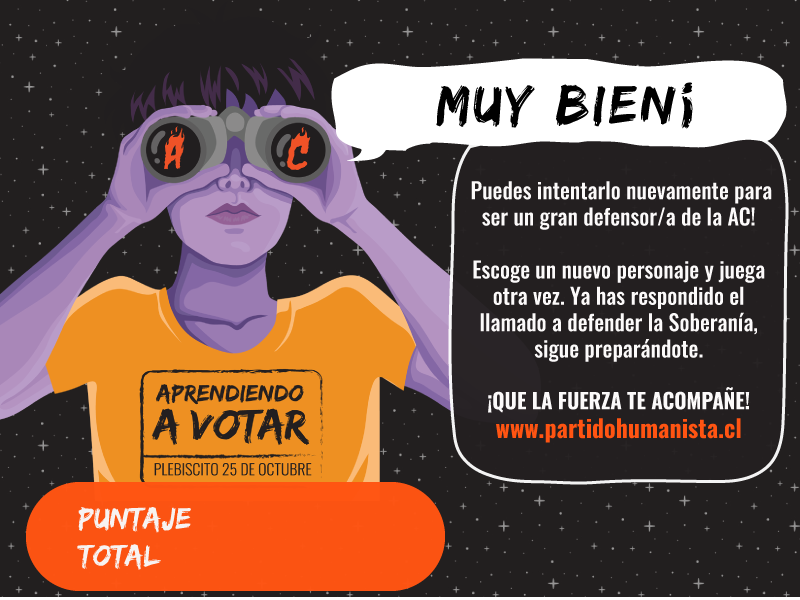 MUY BIEN¡
A C
Puedes intentarlo nuevamente para
ser un gran defensor/a de la AC!
Escoge un nuevo personaje y juega
otra vez. Ya has respondido el
llamado a defender la Soberanía,
sigue preparándote.
¡QUE LA FUERZA TE ACOMPAÑE!
www.partidohumanista.cl
APRENDIENDO
A VOTAR
PLEBISCITO 25 DE OCTUBRE
PUNTAJE
TOTAL